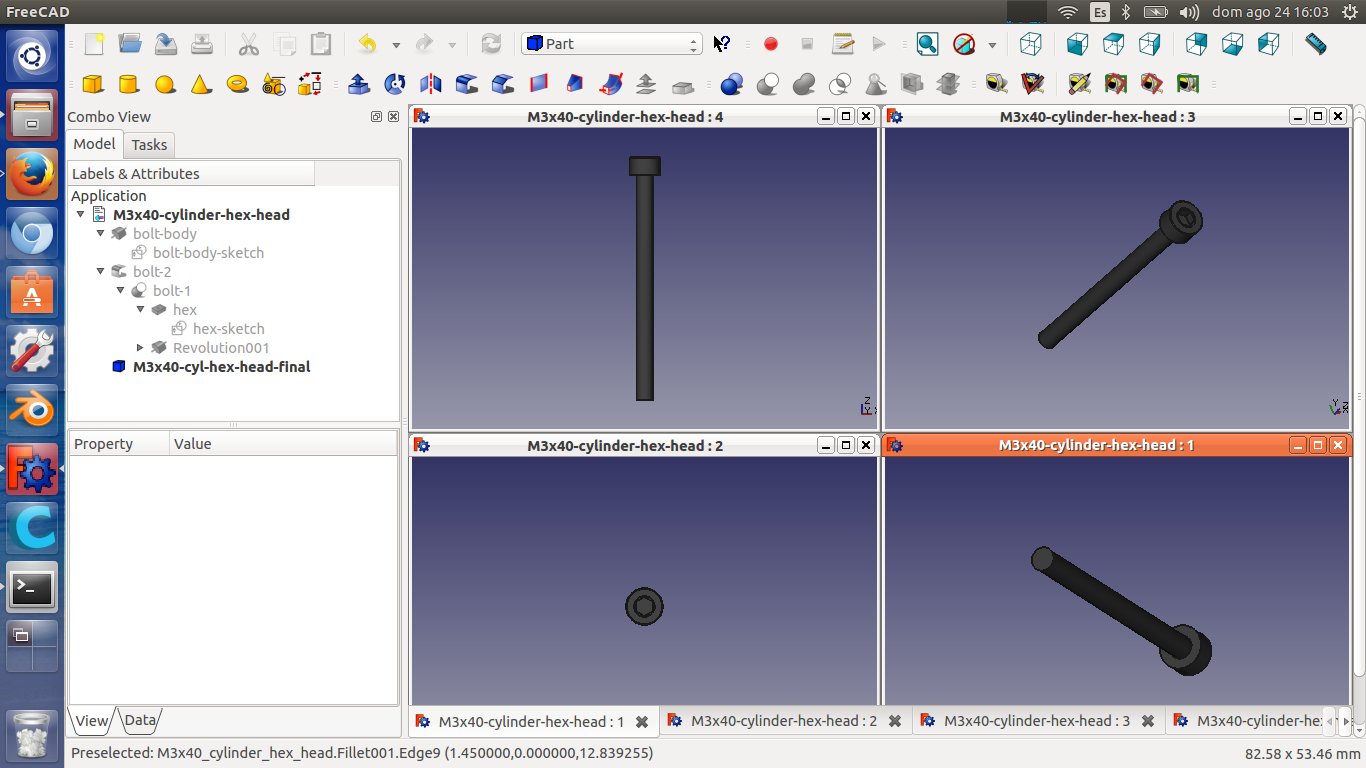 FreeCAD
Es
dom ago 24 16:03
Part
Combo View
Model
Tasks
Labels & Attributes
Application
M3x40-cylinder-hex-head
bolt-body
bolt-body-sketch
bolt-2
bolt-1
hex
hex-sketch
Revolution001
M3x40-cyl-hex-head-final
Property
Value
View
Data
M3x40-cylinder-hex-head : 4
M3x40-cylinder-hex-head : 3
M3x40-cylinder-hex-head : 2
M3x40-cylinder-hex-head : 1
M3x40-cylinder-hex-head : 1
M3x40-cylinder-hex-head : 2
M3x40-cylinder-hex-head : 3
M3x40-cylinder-hex-he
Preselected: M3x40_cylinder_hex_head.Fillet001.Edge9 (1.450000,0.000000,12.839255)
82.58 x 53.46 mm